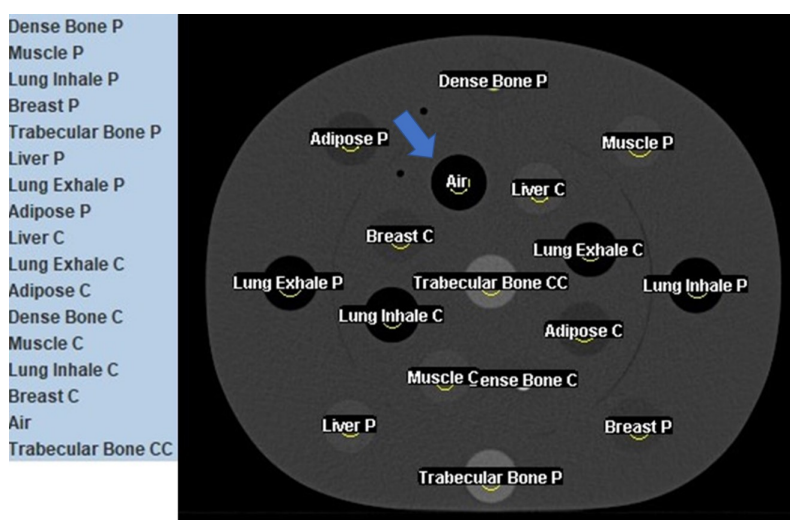 Dense Bone P
Muscle P
Lung Inhale P
Breast P
Trabecular Bone P
Liver P
Lung Exhale P
Adipose P
Liver C
Lung Exhale C
Adipose C
Dense Bone C
Muscle C
Lung Inhale C
Breast C
Air
Trabecular Bone CC
Dense Bone P
Adipose P
Muscle P
Air
Liver C
Breast C
Lung Exhale C
Lung Exhale P
Trabecular Bone CC
Lung Inhale P
Lung Inhale C
Adipose C
Muscle C
ense Bone C
Liver P
Breast P
Trabecular Bone P